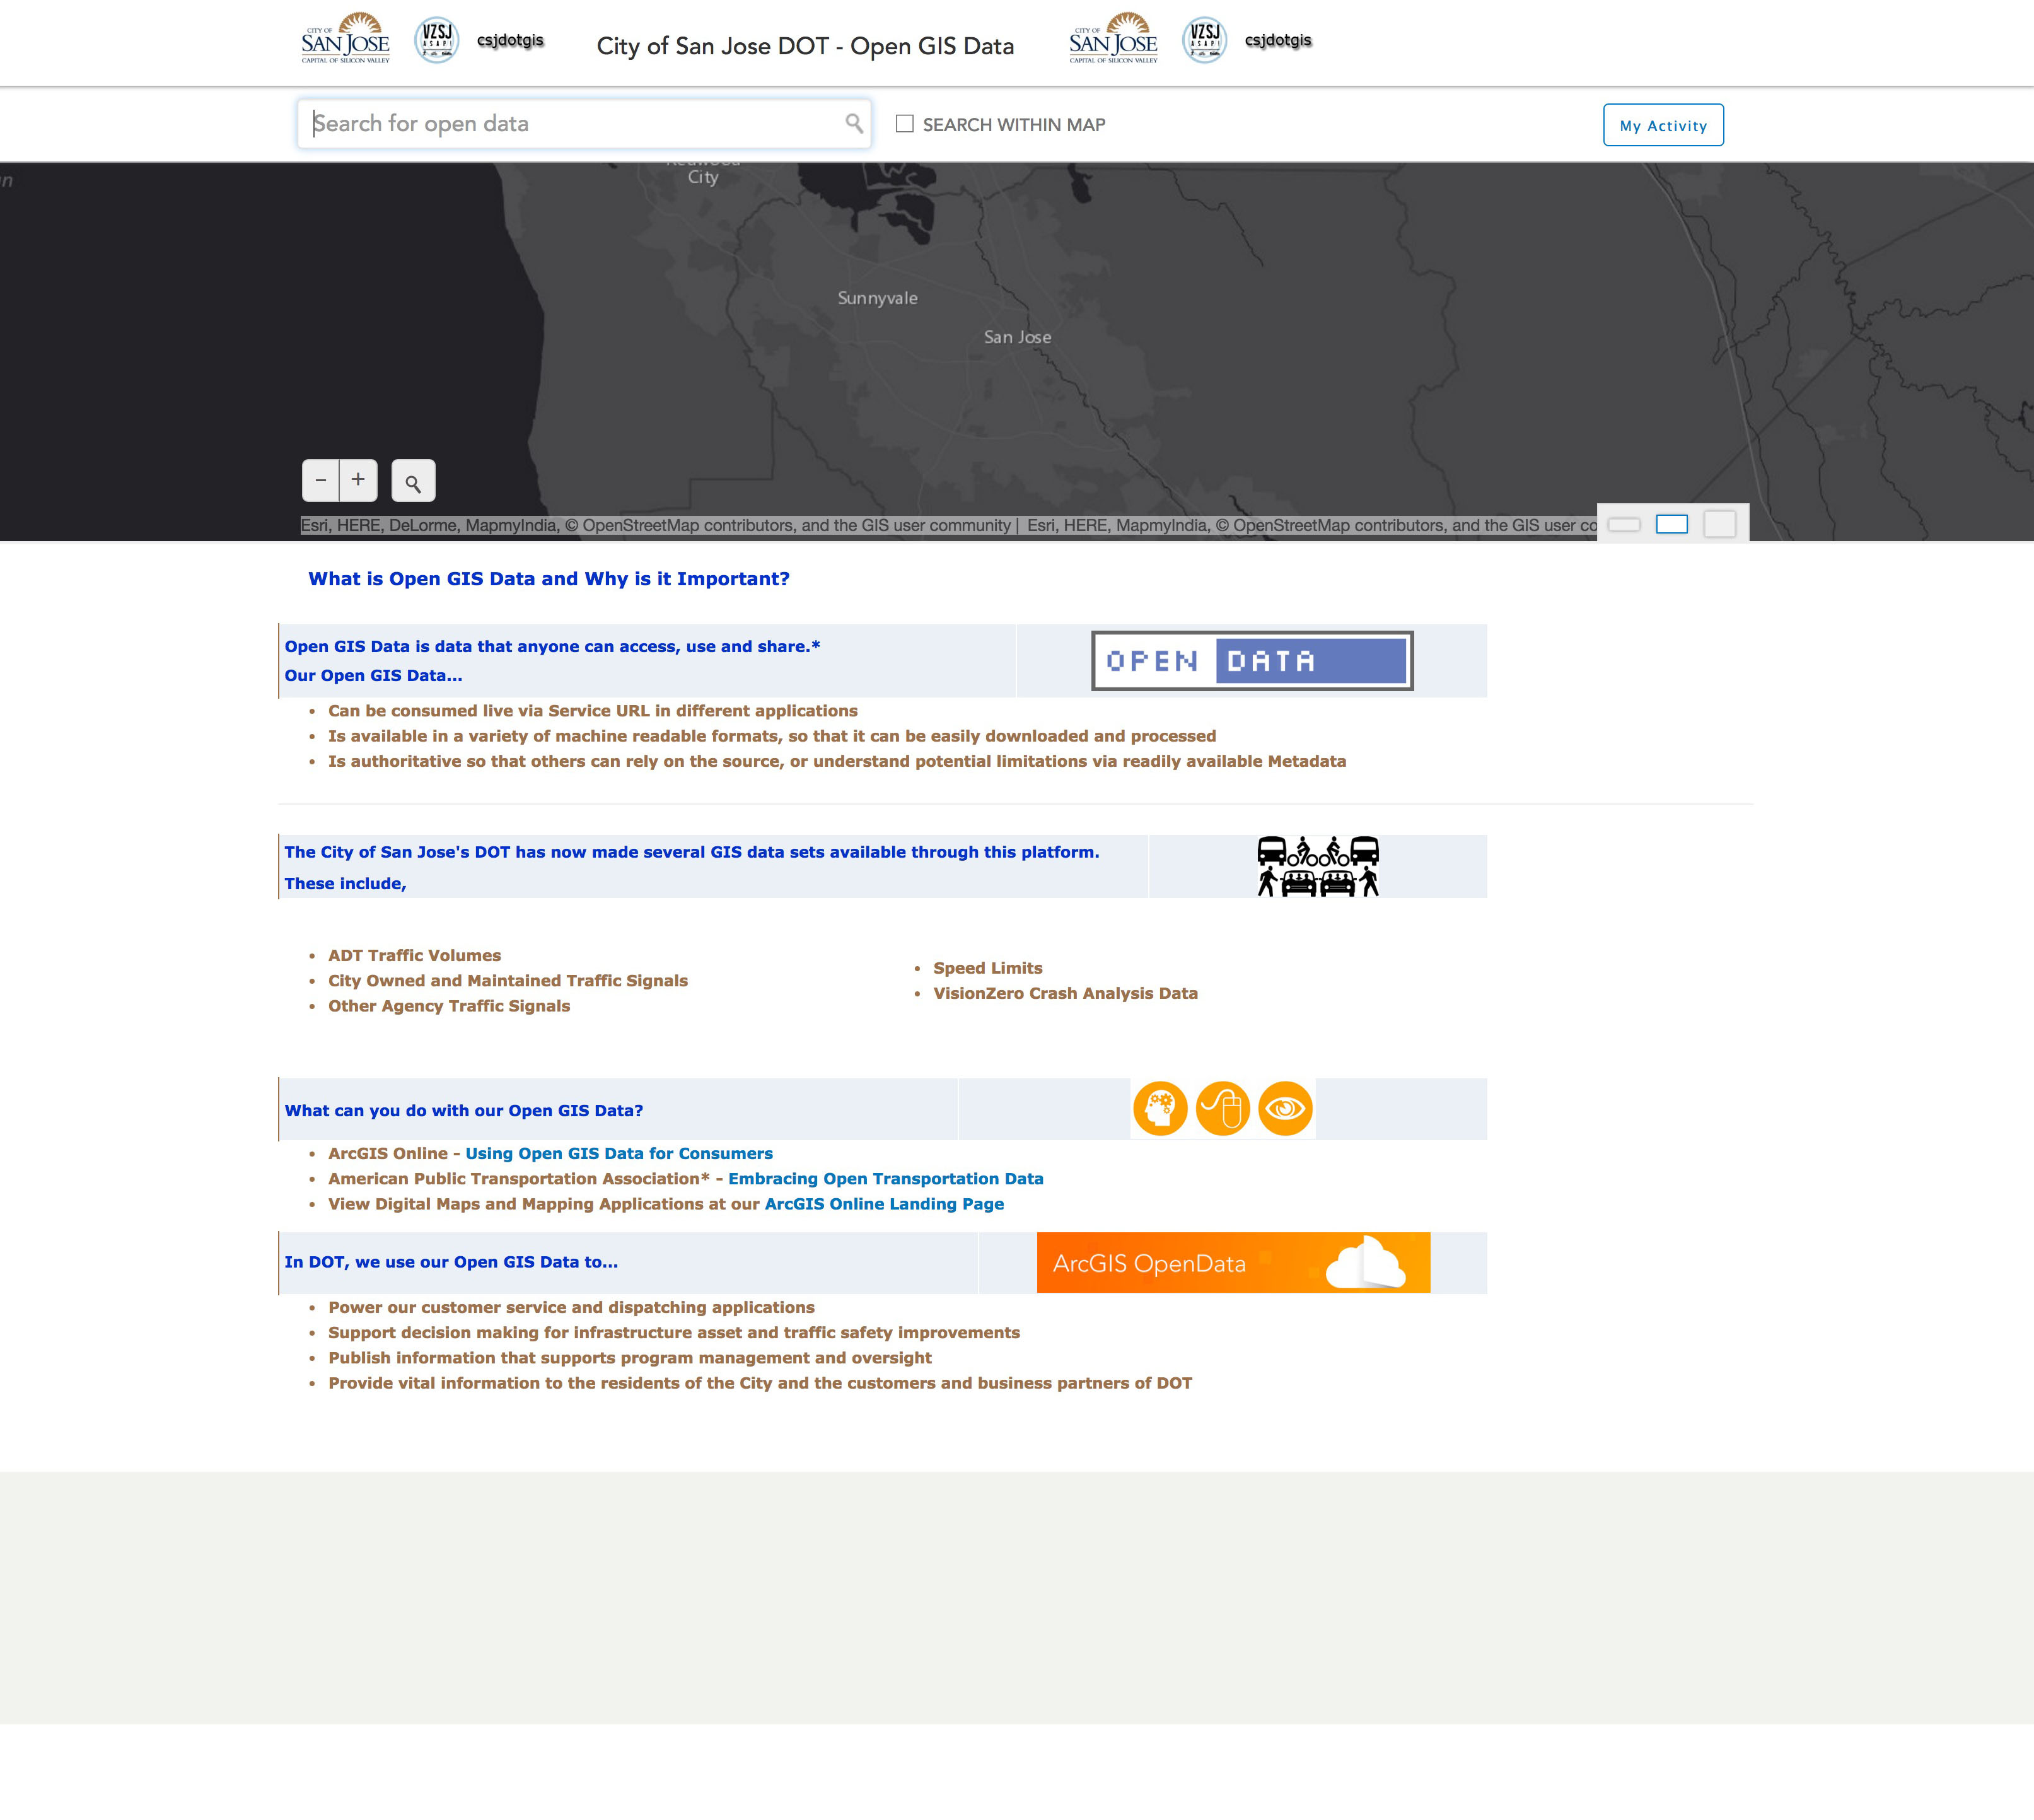 CITY OF
SAN JOSE
CAPITAL OF SILICON VALLEY
VZSJ
ASAP!
csjdotgis
City of San Jose DOT - Open GIS Data
CITY OF
SAN JOSE
CAPITAL OF SILICON VALLEY
VZSJ
ASAP!
csjdotgis
Search for open data
SEARCH WITHIN MAP
My Activity
City
Sunnyvale
San Jose
− +
Esri, HERE, DeLorme, MapmyIndia, © OpenStreetMap contributors, and the GIS user community | Esri, HERE, MapmyIndia, © OpenStreetMap contributors, and the GIS user co
What is Open GIS Data and Why is it Important?
Open GIS Data is data that anyone can access, use and share.*
Our Open GIS Data...
OPEN DATA
• Can be consumed live via Service URL in different applications
• Is available in a variety of machine readable formats, so that it can be easily downloaded and processed
• Is authoritative so that others can rely on the source, or understand potential limitations via readily available Metadata
The City of San Jose's DOT has now made several GIS data sets available through this platform.
These include,
• ADT Traffic Volumes
• City Owned and Maintained Traffic Signals
• Other Agency Traffic Signals
• Speed Limits
• VisionZero Crash Analysis Data
What can you do with our Open GIS Data?
• ArcGIS Online - Using Open GIS Data for Consumers
• American Public Transportation Association* - Embracing Open Transportation Data
• View Digital Maps and Mapping Applications at our ArcGIS Online Landing Page
In DOT, we use our Open GIS Data to...
ArcGIS OpenData
• Power our customer service and dispatching applications
• Support decision making for infrastructure asset and traffic safety improvements
• Publish information that supports program management and oversight
• Provide vital information to the residents of the City and the customers and business partners of DOT